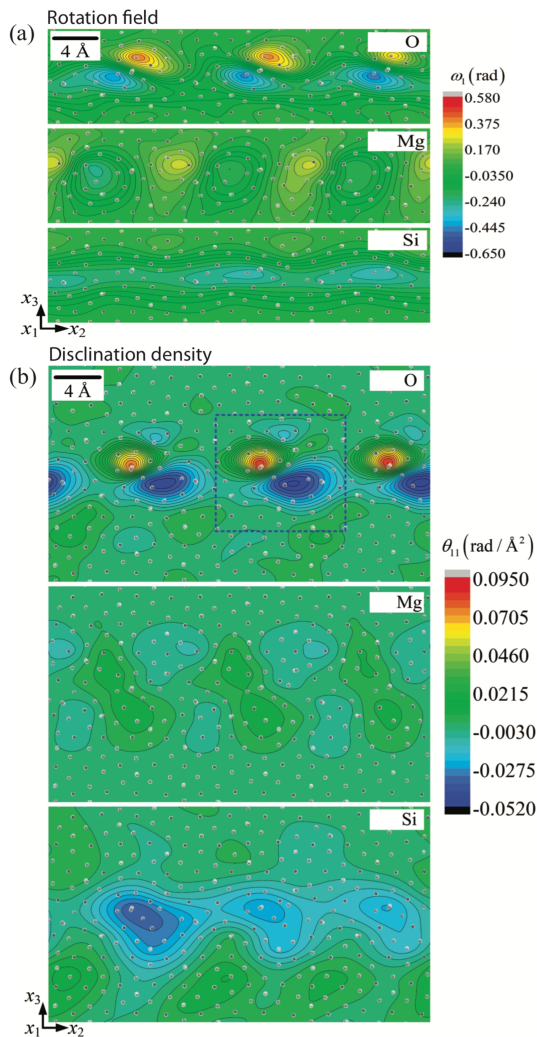 Rotation field
(a)
4 Å
O
Mg
Si
x3
x1
x2
ω1 (rad)
0.580
0.375
0.170
-0.0350
-0.240
-0.445
-0.650
Disclination density
(b)
4 Å
O
Mg
Si
x3
x1
x2
θ11 (rad / Å²)
0.0950
0.0705
0.0460
0.0215
-0.0030
-0.0275
-0.0520